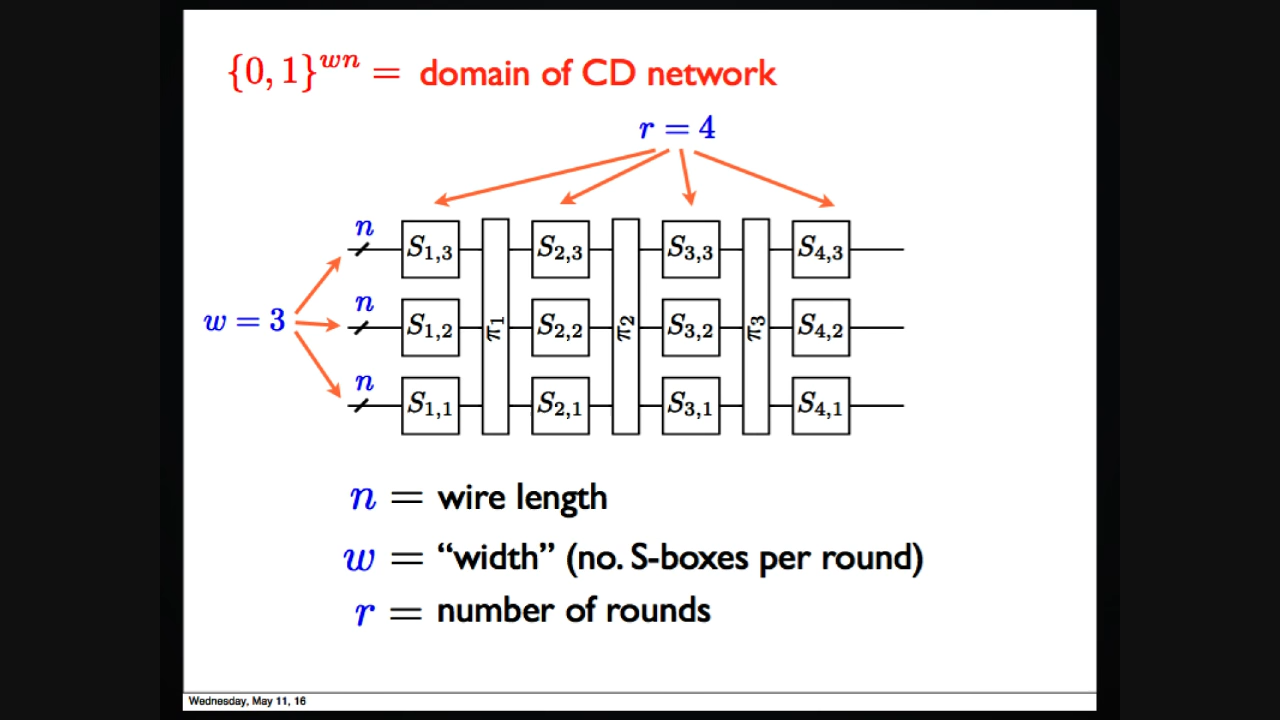 {0, 1}^{wn} = domain of CD network
r = 4
n
S_{1,3} S_{2,3} S_{3,3} S_{4,3}
w = 3
n
S_{1,2} π_1 S_{2,2} π_2 S_{3,2} π_3 S_{4,2}
n
S_{1,1} S_{2,1} S_{3,1} S_{4,1}
n = wire length
w = “width” (no. S-boxes per round)
r = number of rounds
Wednesday, May 11, 16